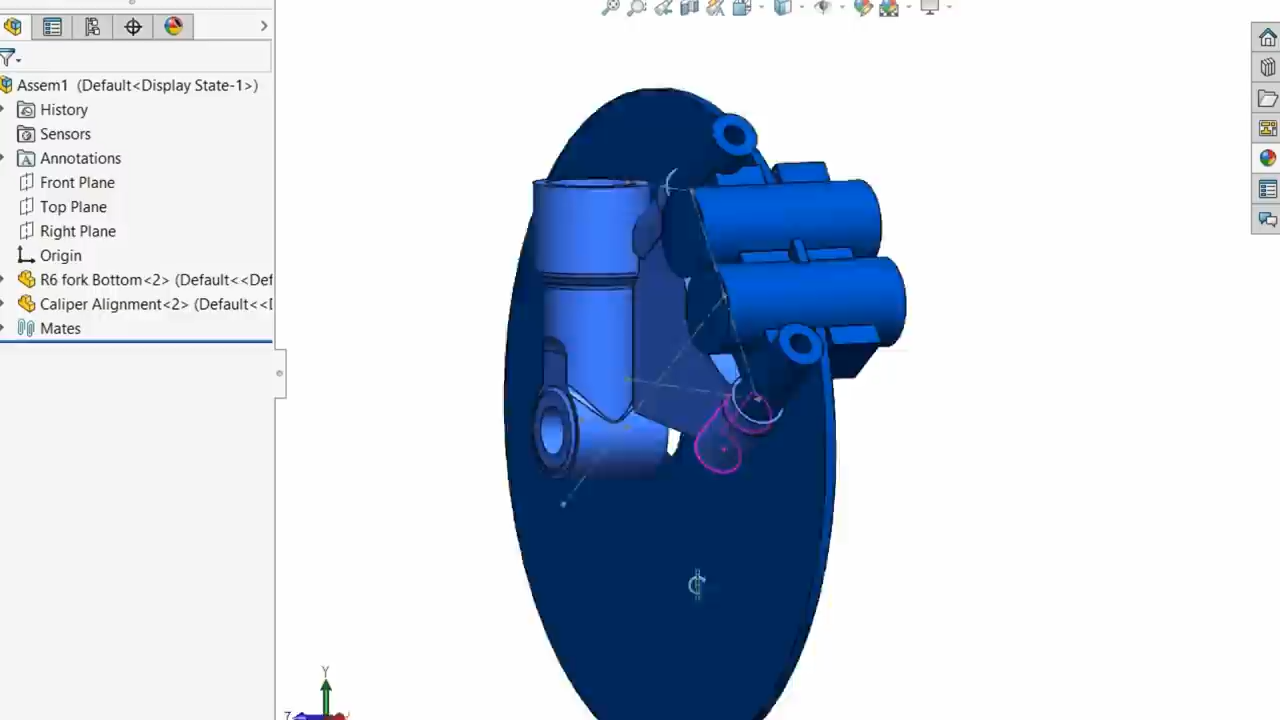 Assem1 (Default<Display State-1>)
History
Sensors
Annotations
Front Plane
Top Plane
Right Plane
Origin
R6 fork Bottom<2> (Default<<Def
Caliper Alignment<2> (Default<<
Mates
Y
Z